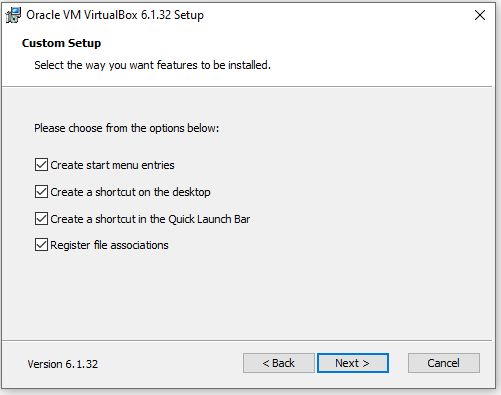 Oracle VM VirtualBox 6.1.32 Setup
Custom Setup
Select the way you want features to be installed.
Please choose from the options below:
Create start menu entries
Create a shortcut on the desktop
Create a shortcut in the Quick Launch Bar
Register file associations
Version 6.1.32
< Back
Next >
Cancel